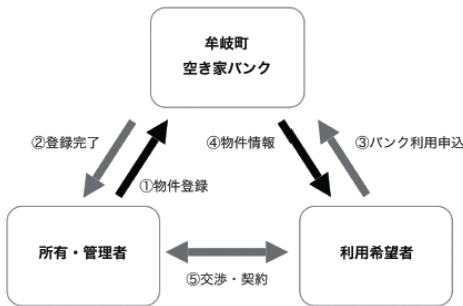 牟岐町
空き家バンク
②登録完了
④物件情報
③バンク利用申込
①物件登録
所有・管理者
利用希望者
⑤交渉・契約